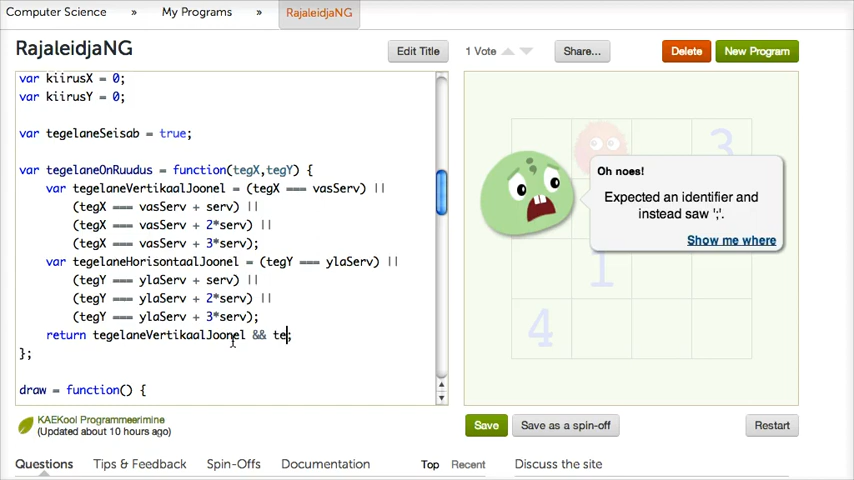 Computer Science » My Programs » RajaleidjaNG
RajaleidjaNG
Edit Title
1 Vote
Share...
Delete
New Program
var kiirusX = 0;
var kiirusY = 0;
var tegelaneSeisab = true;
var tegelaneOnRuudus = function(tegX,tegY) {
var tegelaneVertikaalJoonel = (tegX === vasServ) ||
(tegX === vasServ + serv) ||
(tegX === vasServ + 2*serv) ||
(tegX === vasServ + 3*serv);
var tegelaneHorisontaalJoonel = (tegY === ylaServ) ||
(tegY === ylaServ + serv) ||
(tegY === ylaServ + 2*serv) ||
(tegY === ylaServ + 3*serv);
return tegelaneVertikaalJoonel && te;
};
draw = function() {
3
Oh noes!
Expected an identifier and
instead saw ';'.
Show me where
1
4
KAEKool Programmeerimine
(Updated about 10 hours ago)
Save
Save as a spin-off
Restart
Questions
Tips & Feedback
Spin-Offs
Documentation
Top
Recent
Discuss the site